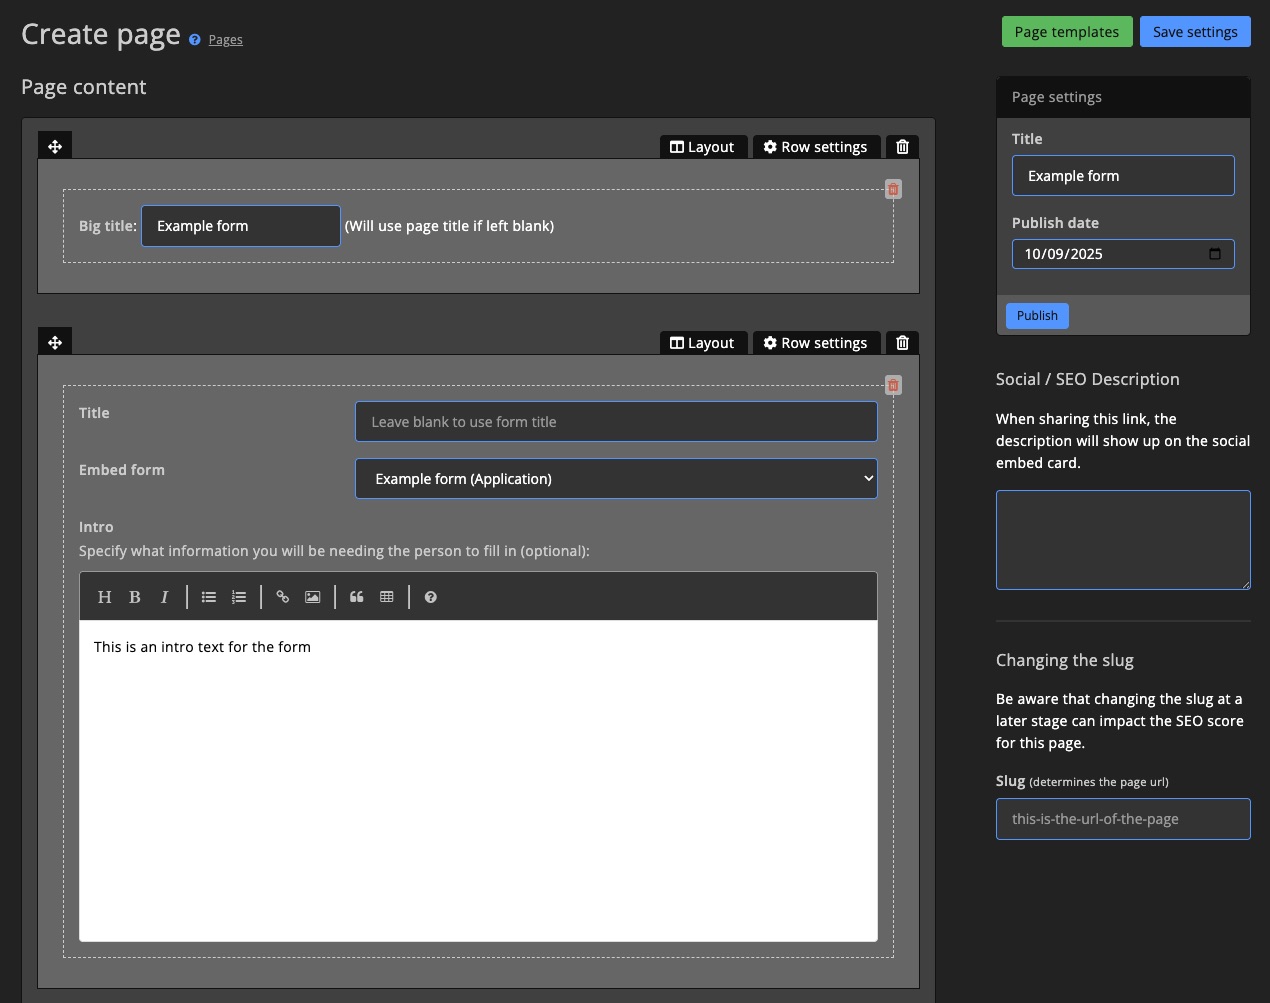 Create page Pages
Page templates
Save settings
Page content
Layout
Row settings
Big title: Example form (Will use page title if left blank)
Layout
Row settings
Title
Leave blank to use form title
Embed form
Example form (Application)
Intro
Specify what information you will be needing the person to fill in (optional):
H B I
This is an intro text for the form
Page settings
Title
Example form
Publish date
10/09/2025
Publish
Social / SEO Description
When sharing this link, the
description will show up on the social
embed card.
Changing the slug
Be aware that changing the slug at a
later stage can impact the SEO score
for this page.
Slug (determines the page url)
this-is-the-url-of-the-page